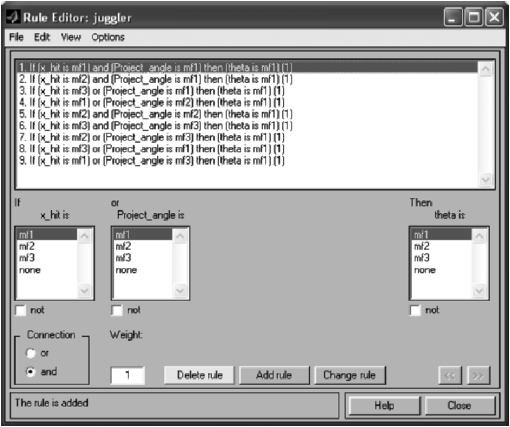 Rule Editor: juggler
File Edit View Options
1. If (x_hit is mf1) and (Project_angle is mf1) then (theta is mf1) (1)
2. If (x_hit is mf2) and (Project_angle is mf1) then (theta is mf1) (1)
3. If (x_hit is mf3) or (Project_angle is mf1) then (theta is mf1) (1)
4. If (x_hit is mf1) or (Project_angle is mf2) then (theta is mf1) (1)
5. If (x_hit is mf2) and (Project_angle is mf2) then (theta is mf1) (1)
6. If (x_hit is mf3) and (Project_angle is mf3) then (theta is mf1) (1)
7. If (x_hit is mf2) or (Project_angle is mf3) then (theta is mf1) (1)
8. If (x_hit is mf3) or (Project_angle is mf1) then (theta is mf1) (1)
9. If (x_hit is mf1) or (Project_angle is mf3) then (theta is mf1) (1)
If or Then
x_hit is Project_angle is theta is
mf1 mf1 mf1
mf2 mf2 mf2
mf3 mf3 mf3
none none none
not not not
Connection Weight:
or
and 1 Delete rule Add rule Change rule << >>
The rule is added Help Close